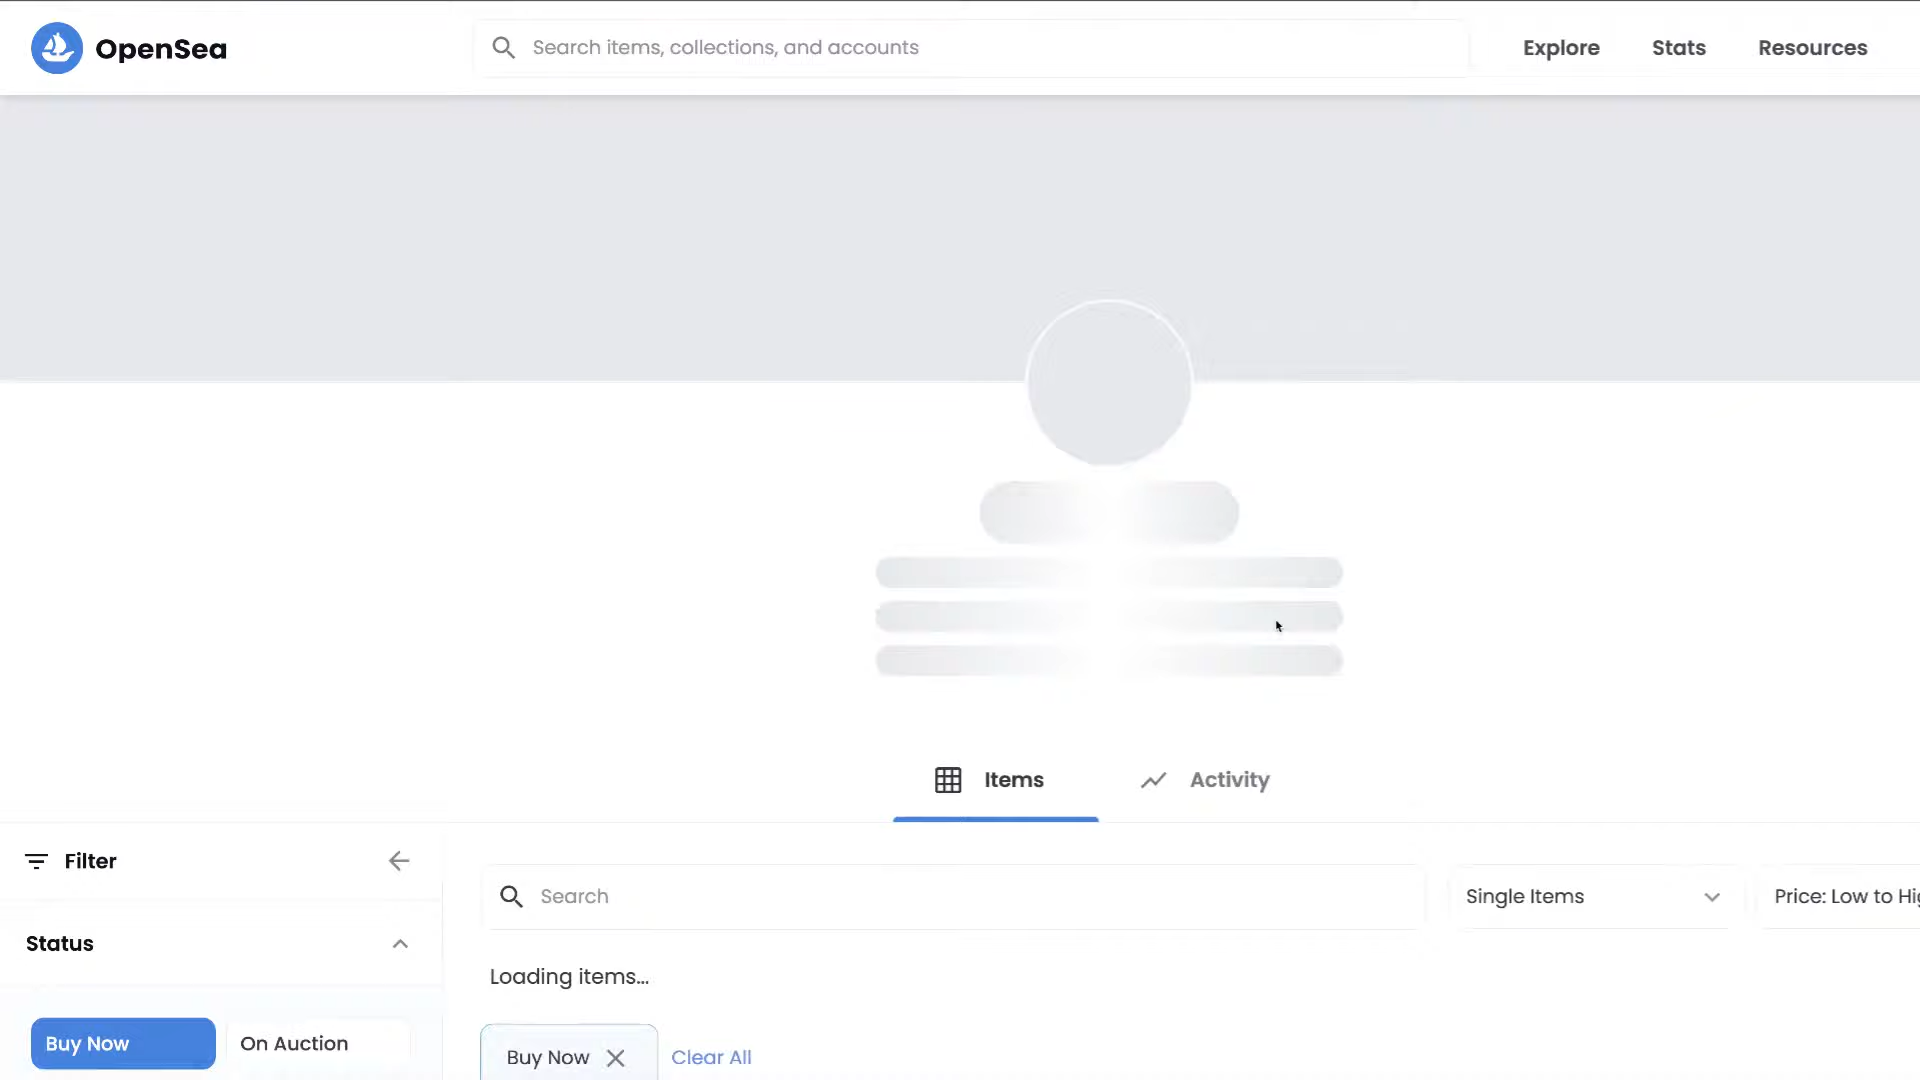 OpenSea
Search items, collections, and accounts
Explore
Stats
Resources
Items
Activity
Filter
Search
Single Items
Price: Low to Hig
Status
Loading items...
Buy Now
On Auction
Buy Now
Clear All